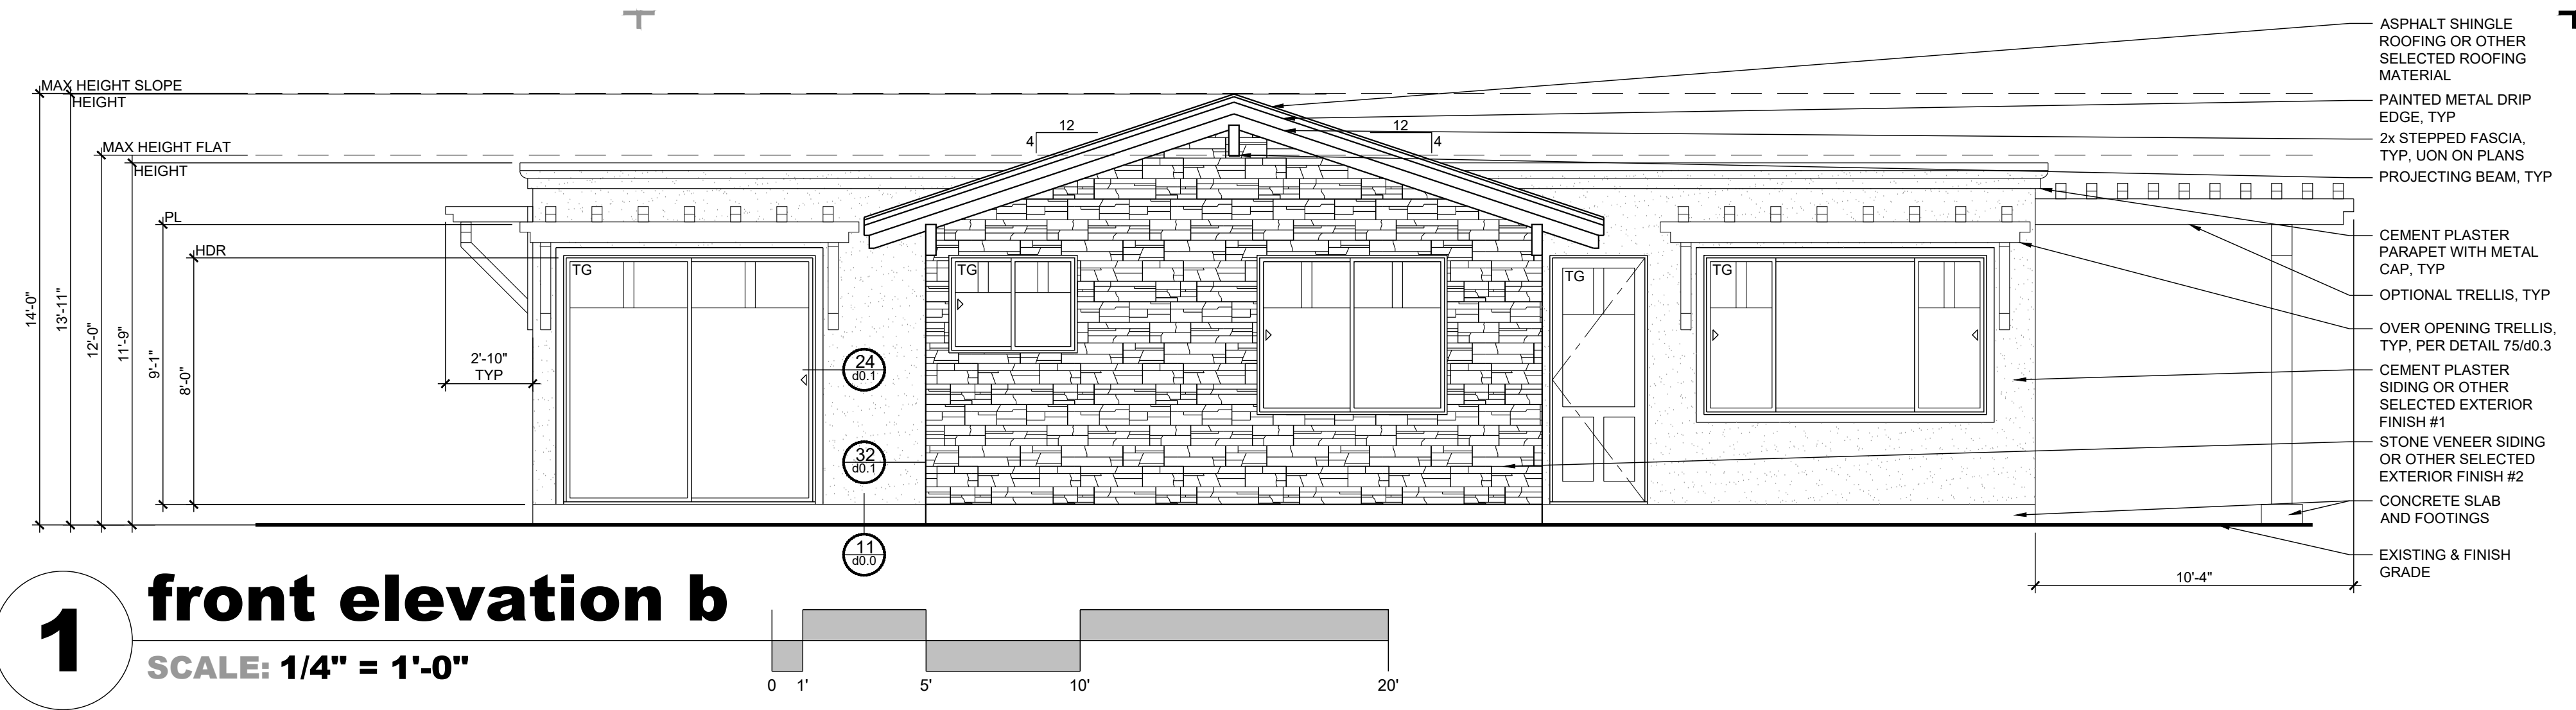 MAX HEIGHT SLOPE
HEIGHT
MAX HEIGHT FLAT
HEIGHT
PL
HDR
14'-0"
13'-11"
12'-0"
11'-9"
9'-1"
8'-0"
2'-10"
TYP
TG
TG
TG
TG
12
4
12
4
24
d0.1
32
d0.1
11
d0.0
10'-4"
ASPHALT SHINGLE
ROOFING OR OTHER
SELECTED ROOFING
MATERIAL
PAINTED METAL DRIP
EDGE, TYP
2x STEPPED FASCIA,
TYP, UON ON PLANS
PROJECTING BEAM, TYP
CEMENT PLASTER
PARAPET WITH METAL
CAP, TYP
OPTIONAL TRELLIS, TYP
OVER OPENING TRELLIS,
TYP, PER DETAIL 75/d0.3
CEMENT PLASTER
SIDING OR OTHER
SELECTED EXTERIOR
FINISH #1
STONE VENEER SIDING
OR OTHER SELECTED
EXTERIOR FINISH #2
CONCRETE SLAB
AND FOOTINGS
EXISTING & FINISH
GRADE
1
front elevation b
SCALE: 1/4" = 1'-0"
0 1' 5' 10' 20'